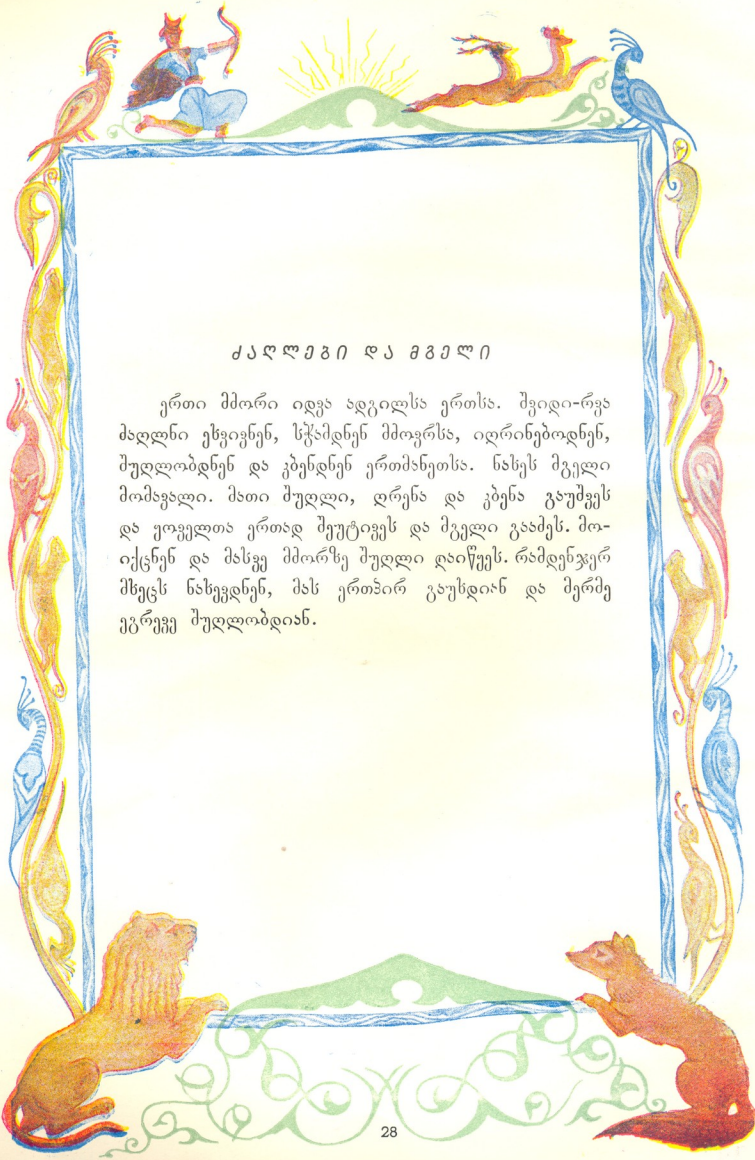 ძაღლები და მგელი
ერთი მძორი იდვა ადგილსა ერთსა. შვიდი-რვა
ძაღლნი ეხვივნენ, სჭამდნენ მძოვრსა, იღრინებოდნენ,
შუღლობდნენ და კბენდნენ ერთმანეთსა. ნახეს მგელი
მომავალი. მათი შუღლი, ღრენა და კბენა გაუშვეს
და ყოველთა ერთად შეუტივეს და მგელი გააძეს. მო-
იქცნენ და მასვე მძორზე შუღლი დაიწყეს. რამდენჯერ
მხეცს ნახევდნენ, მას ერთპირ გაუხდიან და მერმე
ეგრევე შუღლობდიან.
28